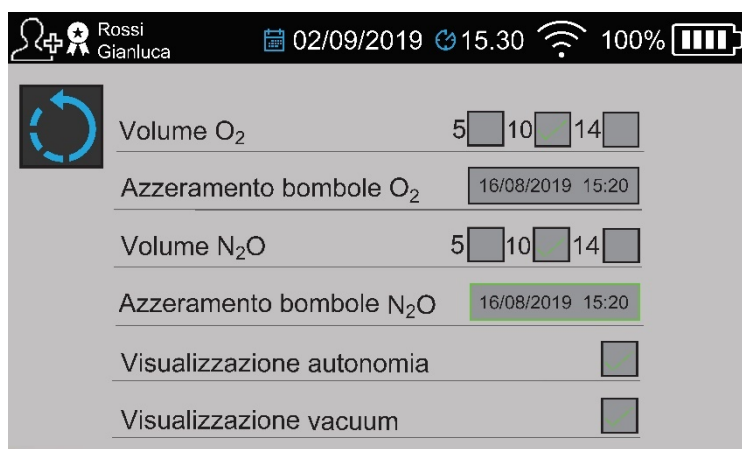 Rossi
Gianluca
02/09/2019 15.30 100%
Volume O₂ 5 10 14
Azzeramento bombole O₂ 16/08/2019 15:20
Volume N₂O 5 10 14
Azzeramento bombole N₂O 16/08/2019 15:20
Visualizzazione autonomia
Visualizzazione vacuum